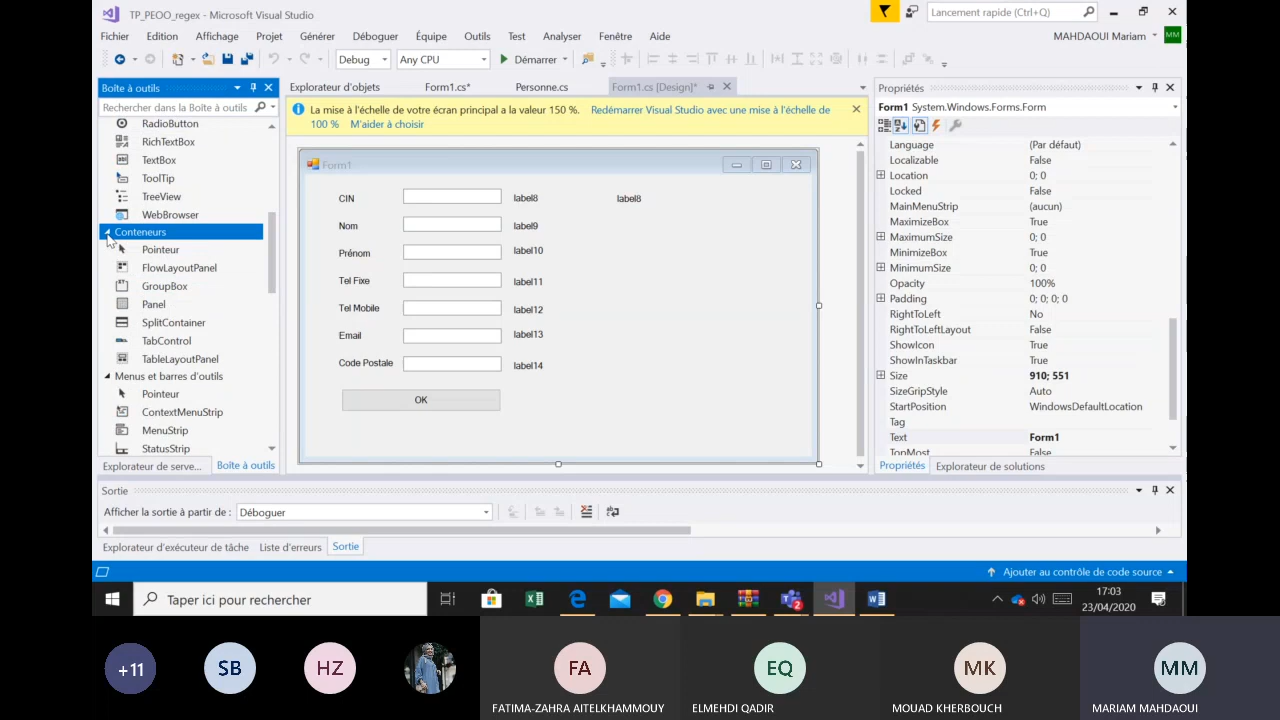 TP_PEOO_regex - Microsoft Visual Studio
Lancement rapide (Ctrl+Q)
Fichier Edition Affichage Projet Générer Déboguer Équipe Outils Test Analyser Fenêtre Aide
MAHDAOUI Mariam
MM
Debug
Any CPU
Démarrer
Boîte à outils
Rechercher dans la Boîte à outils
RadioButton
RichTextBox
TextBox
ToolTip
TreeView
WebBrowser
Conteneurs
Pointeur
FlowLayoutPanel
GroupBox
Panel
SplitContainer
TabControl
TableLayoutPanel
Menus et barres d'outils
Pointeur
ContextMenuStrip
MenuStrip
StatusStrip
Explorateur de serve...
Boîte à outils
Explorateur d'objets
Form1.cs*
Personne.cs
Form1.cs [Design]*
La mise à l'échelle de votre écran principal a la valeur 150 %. Redémarrer Visual Studio avec une mise à l'échelle de
100 % M'aider à choisir
Form1
CIN label8 label8
Nom label9
Prénom label10
Tel Fixe label11
Tel Mobile label12
Email label13
Code Postale label14
OK
Propriétés
Form1 System.Windows.Forms.Form
Language (Par défaut)
Localizable False
Location 0; 0
Locked False
MainMenuStrip (aucun)
MaximizeBox True
MaximumSize 0; 0
MinimizeBox True
MinimumSize 0; 0
Opacity 100%
Padding 0; 0; 0; 0
RightToLeft No
RightToLeftLayout False
ShowIcon True
ShowInTaskbar True
Size 910; 551
SizeGripStyle Auto
StartPosition WindowsDefaultLocation
Tag
Text Form1
TopMost False
Propriétés Explorateur de solutions
Sortie
Afficher la sortie à partir de : Déboguer
Explorateur d'exécuteur de tâche Liste d'erreurs Sortie
Ajouter au contrôle de code source
Taper ici pour rechercher
17:03
23/04/2020
+11
SB
HZ
FA
EQ
MK
MM
FATIMA-ZAHRA AITELKHAMMOUY
ELMEHDI QADIR
MOUAD KHERBOUCH
MARIAM MAHDAOUI